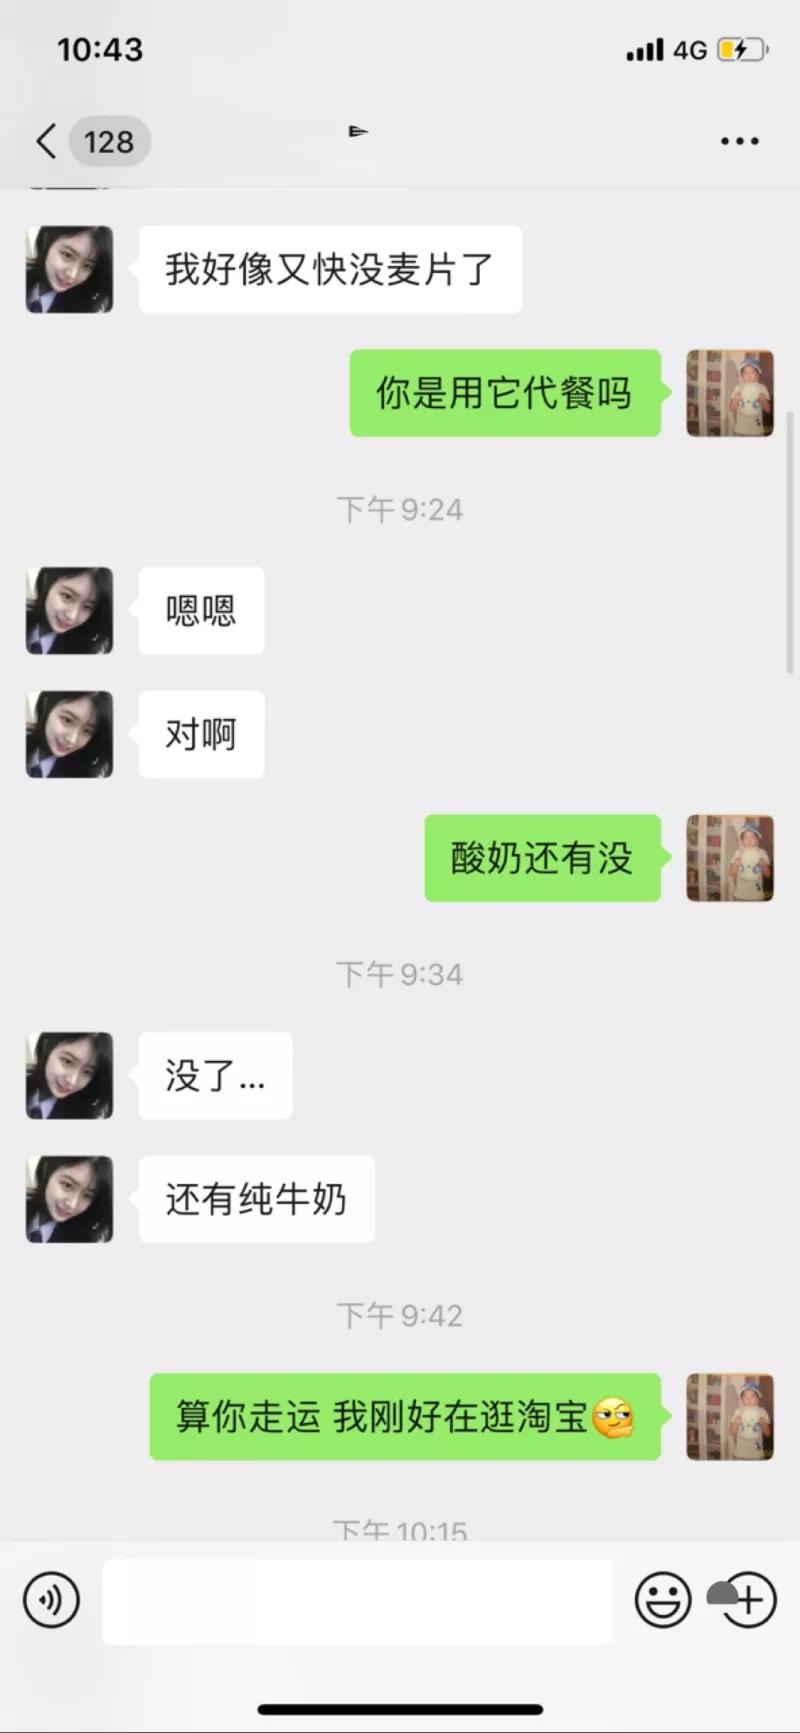 10:43
4G
128
我好像又快没麦片了
你是用它代餐吗
下午 9:24
嗯嗯
对啊
酸奶还有没
下午 9:34
没了...
还有纯牛奶
下午 9:42
算你走运 我刚好在逛淘宝
下午 10:15